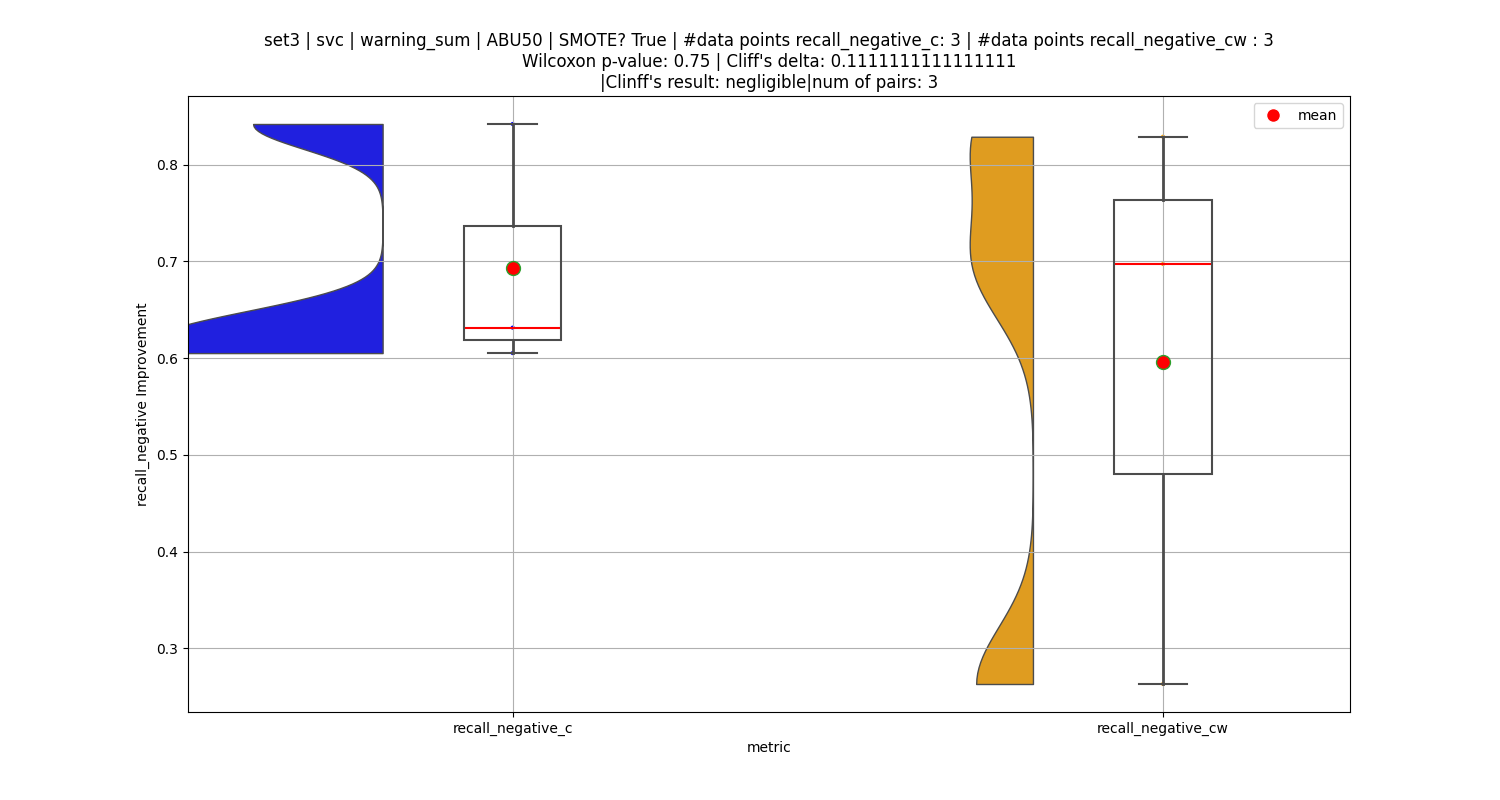 set3 | svc | warning_sum | ABU50 | SMOTE? True | #data points recall_negative_c: 3 | #data points recall_negative_cw : 3
Wilcoxon p-value: 0.75 | Cliff's delta: 0.1111111111111111
|Clinff's result: negligible|num of pairs: 3
mean
0.8
0.7
0.6
0.5
0.4
0.3
recall_negative Improvement
recall_negative_c
recall_negative_cw
metric